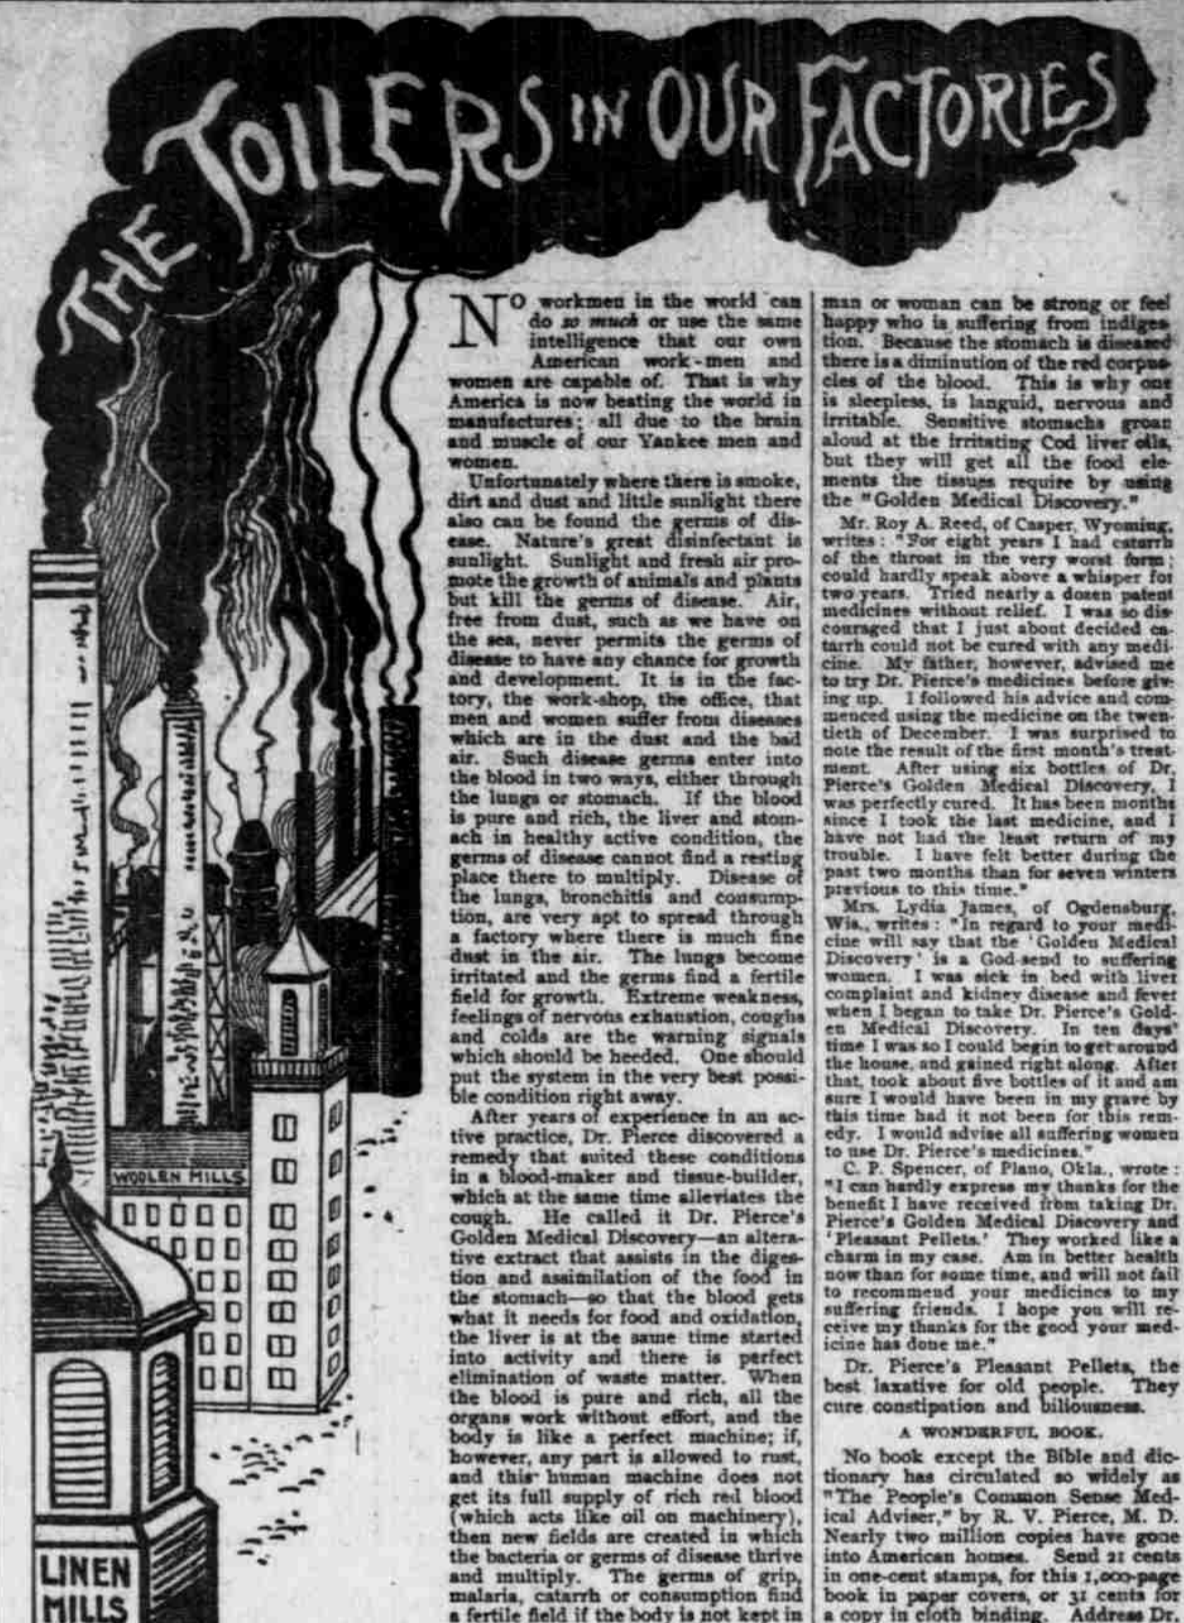 THE TOILERS IN OUR FACTORIES
WOOLEN MILLS
LINEN
MILLS
NO workmen in the world can
do so much or use the same
intelligence that our own
American work-men and
women are capable of. That is why
America is now beating the world in
manufactures; all due to the brain
and muscle of our Yankee men and
women.
Unfortunately where there is smoke,
dirt and dust and little sunlight there
also can be found the germs of dis-
ease. Nature's great disinfectant is
sunlight. Sunlight and fresh air pro-
mote the growth of animals and plants
but kill the germs of disease. Air,
free from dust, such as we have on
the sea, never permits the germs of
disease to have any chance for growth
and development. It is in the fac-
tory, the work-shop, the office, that
men and women suffer from diseases
which are in the dust and the bad
air. Such disease germs enter into
the blood in two ways, either through
the lungs or stomach. If the blood
is pure and rich, the liver and stom-
ach in healthy active condition, the
germs of disease cannot find a resting
place there to multiply. Disease of
the lungs, bronchitis and consump-
tion, are very apt to spread through
a factory where there is much fine
dust in the air. The lungs become
irritated and the germs find a fertile
field for growth. Extreme weakness,
feelings of nervous exhaustion, coughs
and colds are the warning signals
which should be heeded. One should
put the system in the very best possi-
ble condition right away.
After years of experience in an ac-
tive practice, Dr. Pierce discovered a
remedy that suited these conditions
in a blood-maker and tissue-builder,
which at the same time alleviates the
cough. He called it Dr. Pierce's
Golden Medical Discovery—an altera-
tive extract that assists in the diges-
tion and assimilation of the food in
the stomach—so that the blood gets
what it needs for food and oxidation,
the liver is at the same time started
into activity and there is perfect
elimination of waste matter. When
the blood is pure and rich, all the
organs work without effort, and the
body is like a perfect machine; if,
however, any part is allowed to rust,
and this human machine does not
get its full supply of rich red blood
(which acts like oil on machinery),
then new fields are created in which
the bacteria or germs of disease thrive
and multiply. The germs of grip,
malaria, catarrh or consumption find
a fertile field if the body is not kept in
man or woman can be strong or feel
happy who is suffering from indiges-
tion. Because the stomach is diseased
there is a diminution of the red corpus-
cles of the blood. This is why one
is sleepless, is languid, nervous and
irritable. Sensitive stomachs groan
aloud at the irritating Cod liver oils,
but they will get all the food ele-
ments the tissues require by using
the "Golden Medical Discovery."
Mr. Roy A. Reed, of Casper, Wyoming,
writes: "For eight years I had catarrh
of the throat in the very worst form;
could hardly speak above a whisper for
two years. Tried nearly a dozen patent
medicines without relief. I was so dis-
couraged that I just about decided ca-
tarrh could not be cured with any medi-
cine. My father, however, advised me
to try Dr. Pierce's medicines before giv-
ing up. I followed his advice and com-
menced using the medicine on the twen-
tieth of December. I was surprised to
note the result of the first month's treat-
ment. After using six bottles of Dr.
Pierce's Golden Medical Discovery, I
was perfectly cured. It has been months
since I took the last medicine, and I
have not had the least return of my
trouble. I have felt better during the
past two months than for seven winters
previous to this time."
Mrs. Lydia James, of Ogdensburg,
Wis., writes: "In regard to your medi-
cine will say that the 'Golden Medical
Discovery' is a God-send to suffering
women. I was sick in bed with liver
complaint and kidney disease and fever
when I began to take Dr. Pierce's Gold-
en Medical Discovery. In ten days'
time I was so I could begin to get around
the house, and gained right along. After
that, took about five bottles of it and am
sure I would have been in my grave by
this time had it not been for this rem-
edy. I would advise all suffering women
to use Dr. Pierce's medicines."
C. P. Spencer, of Plano, Okla., wrote:
"I can hardly express my thanks for the
benefit I have received from taking Dr.
Pierce's Golden Medical Discovery and
'Pleasant Pellets.' They worked like a
charm in my case. Am in better health
now than for some time, and will not fail
to recommend your medicines to my
suffering friends. I hope you will re-
ceive my thanks for the good your med-
icine has done me."
Dr. Pierce's Pleasant Pellets, the
best laxative for old people. They
cure constipation and biliousness.
A WONDERFUL BOOK.
No book except the Bible and dic-
tionary has circulated so widely as
"The People's Common Sense Med-
ical Adviser," by R. V. Pierce, M. D.
Nearly two million copies have gone
into American homes. Send 21 cents
in one-cent stamps, for this 1,000-page
book in paper covers, or 31 cents for
a copy in cloth binding. Address Dr.